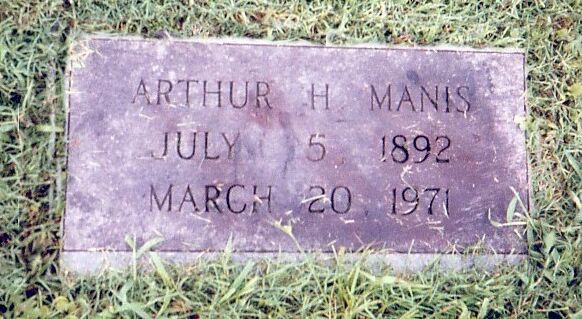 ARTHUR H. MANIS
JULY 5, 1892
MARCH 20, 1971